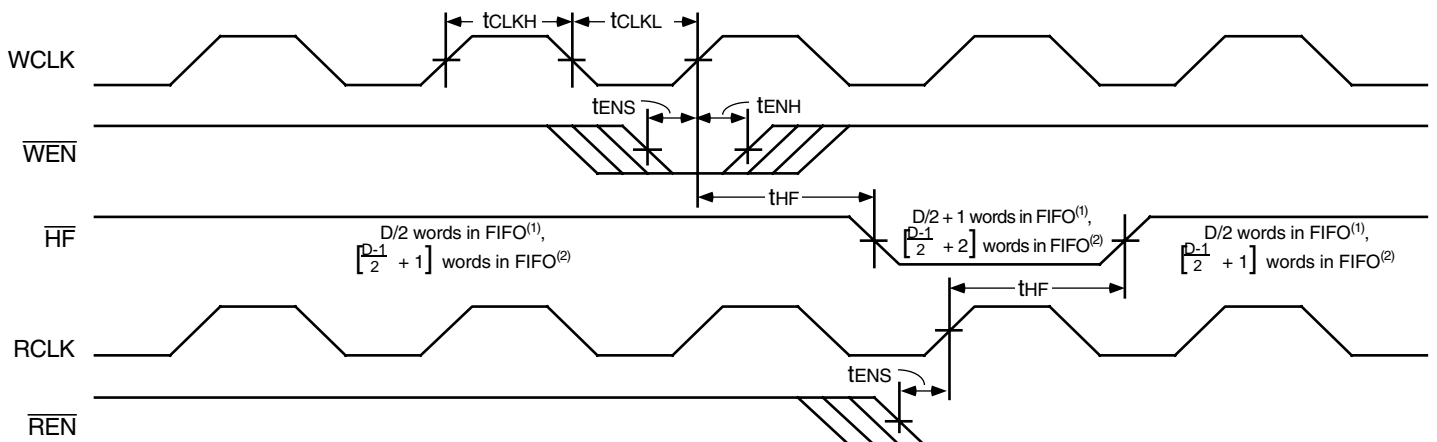 tCLKH tCLKL
WCLK
tENS tENH
WEN
tHF
HF
D/2 words in FIFO(1),
[D-1/2 + 1] words in FIFO(2)
D/2 + 1 words in FIFO(1),
[D-1/2 + 2] words in FIFO(2)
D/2 words in FIFO(1),
[D-1/2 + 1] words in FIFO(2)
tHF
RCLK
tENS
REN